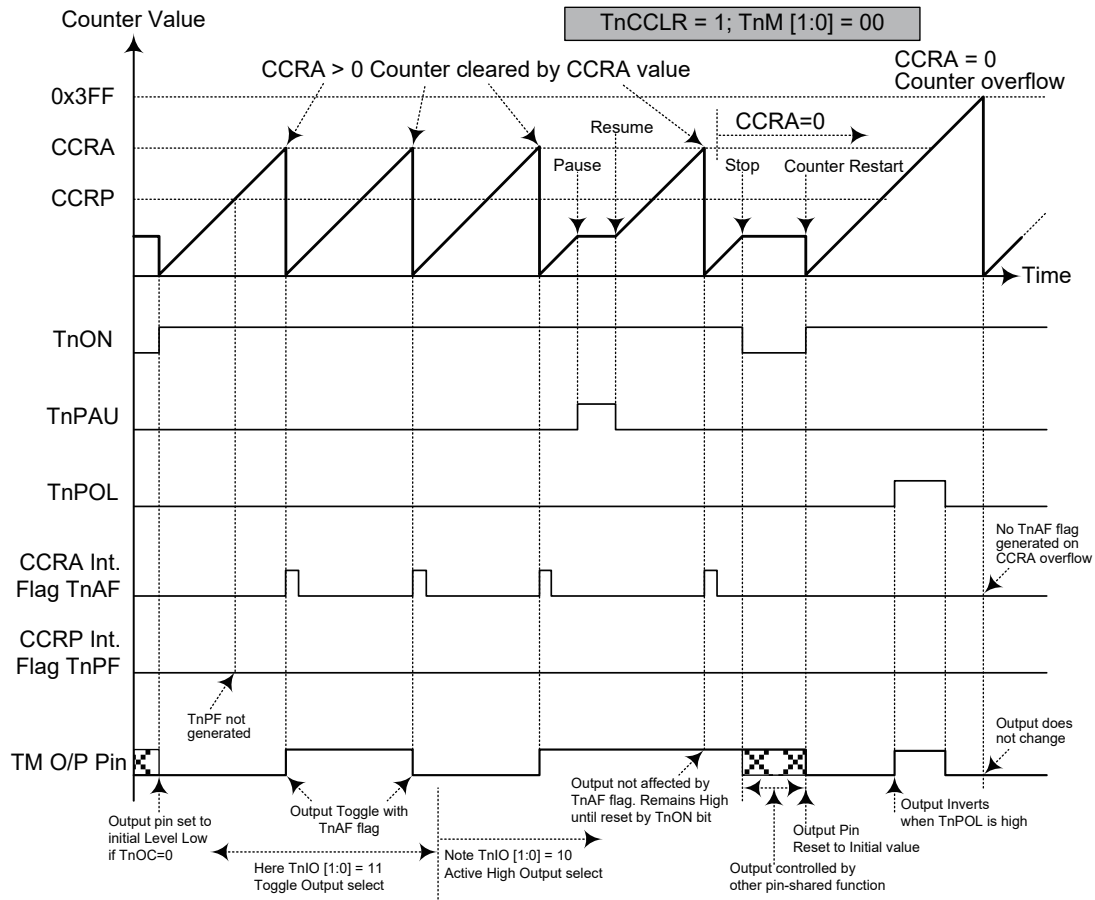 Counter Value
TnCCLR = 1; TnM [1:0] = 00
CCRA > 0 Counter cleared by CCRA value
CCRA = 0
Counter overflow
0x3FF
CCRA
CCRP
Resume
CCRA=0
Pause
Stop
Counter Restart
Time
TnON
TnPAU
TnPOL
No TnAF flag
generated on
CCRA overflow
CCRA Int.
Flag TnAF
CCRP Int.
Flag TnPF
TnPF not
generated
Output does
not change
TM O/P Pin
Output pin set to
initial Level Low
if TnOC=0
Output Toggle with
TnAF flag
Output not affected by
TnAF flag. Remains High
until reset by TnON bit
Output Inverts
when TnPOL is high
Output Pin
Reset to Initial value
Here TnIO [1:0] = 11
Toggle Output select
Note TnIO [1:0] = 10
Active High Output select
Output controlled by
other pin-shared function